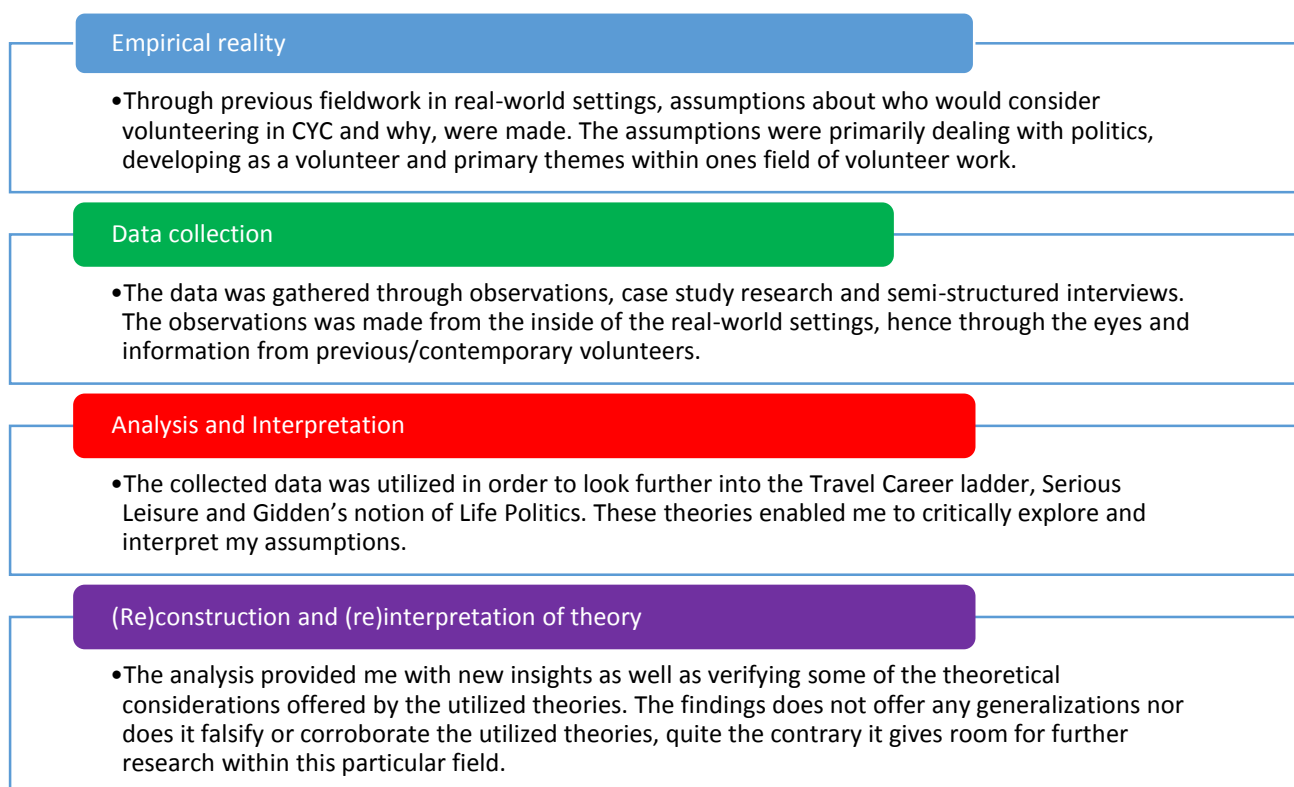 Empirical reality
•Through previous fieldwork in real-world settings, assumptions about who would consider
volunteering in CYC and why, were made. The assumptions were primarily dealing with politics,
developing as a volunteer and primary themes within ones field of volunteer work.
Data collection
•The data was gathered through observations, case study research and semi-structured interviews.
The observations was made from the inside of the real-world settings, hence through the eyes and
information from previous/contemporary volunteers.
Analysis and Interpretation
•The collected data was utilized in order to look further into the Travel Career ladder, Serious
Leisure and Gidden's notion of Life Politics. These theories enabled me to critically explore and
interpret my assumptions.
(Re)construction and (re)interpretation of theory
•The analysis provided me with new insights as well as verifying some of the theoretical
considerations offered by the utilized theories. The findings does not offer any generalizations nor
does it falsify or corroborate the utilized theories, quite the contrary it gives room for further
research within this particular field.